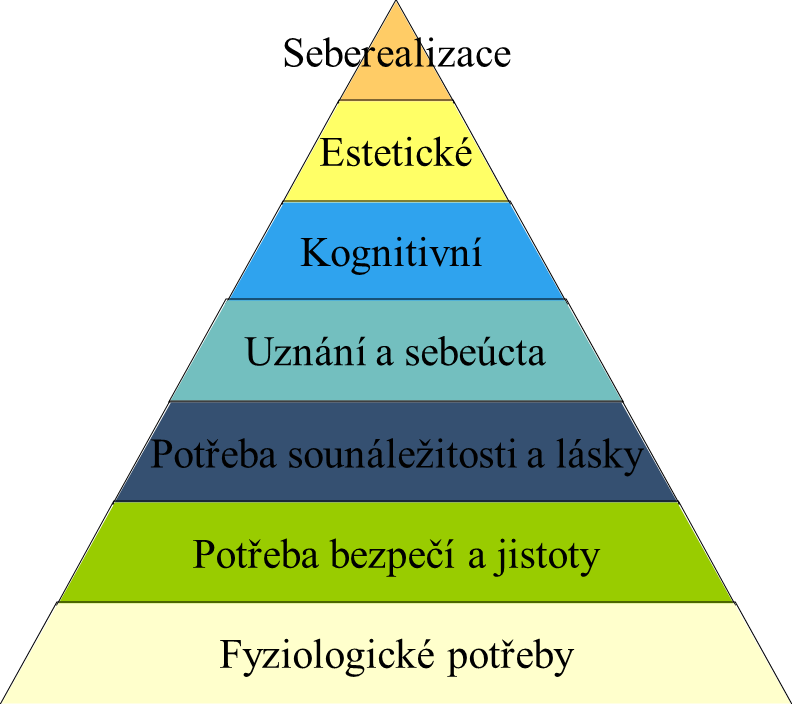 Seberealizace
Estetické
Kognitivní
Uznání a sebeúcta
Potřeba sounáležitosti a lásky
Potřeba bezpečí a jistoty
Fyziologické potřeby